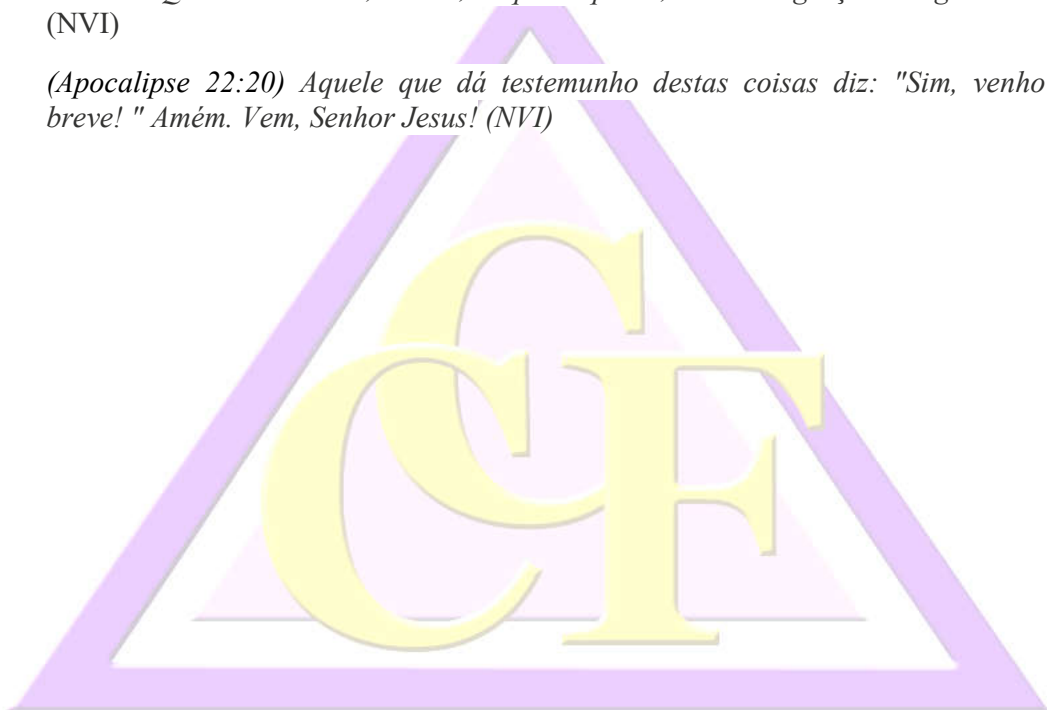 (NVI)
(Apocalipse 22:20) Aquele que dá testemunho destas coisas diz: "Sim, venho
breve! " Amém. Vem, Senhor Jesus! (NVI)
CCF